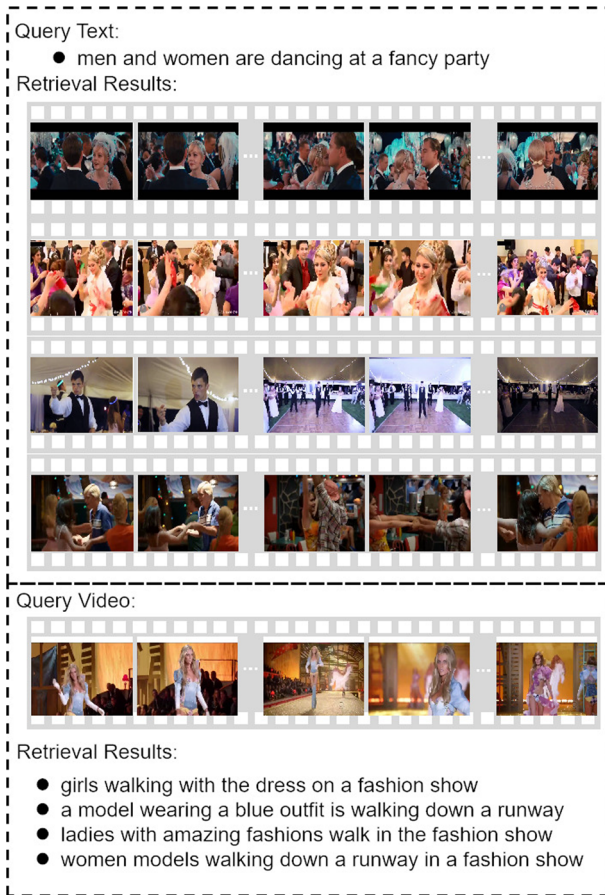 Query Text:
● men and women are dancing at a fancy party
Retrieval Results:
Query Video:
Retrieval Results:
● girls walking with the dress on a fashion show
● a model wearing a blue outfit is walking down a runway
● ladies with amazing fashions walk in the fashion show
● women models walking down a runway in a fashion show